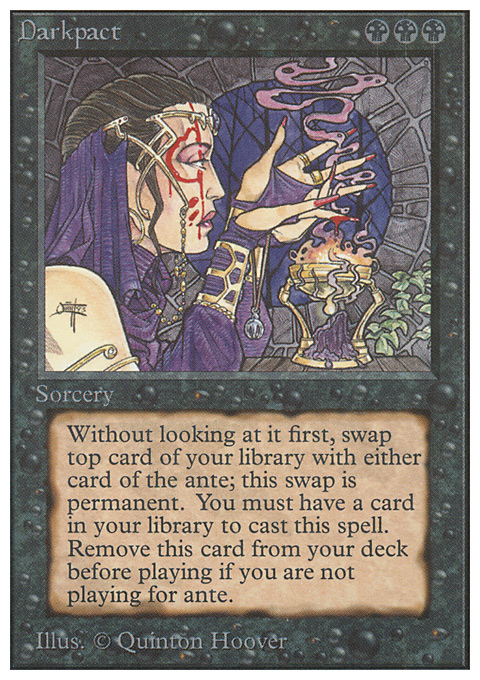 Darkpact
Sorcery
Without looking at it first, swap
top card of your library with either
card of the ante; this swap is
permanent. You must have a card
in your library to cast this spell.
Remove this card from your deck
before playing if you are not
playing for ante.
Illus. © Quinton Hoover